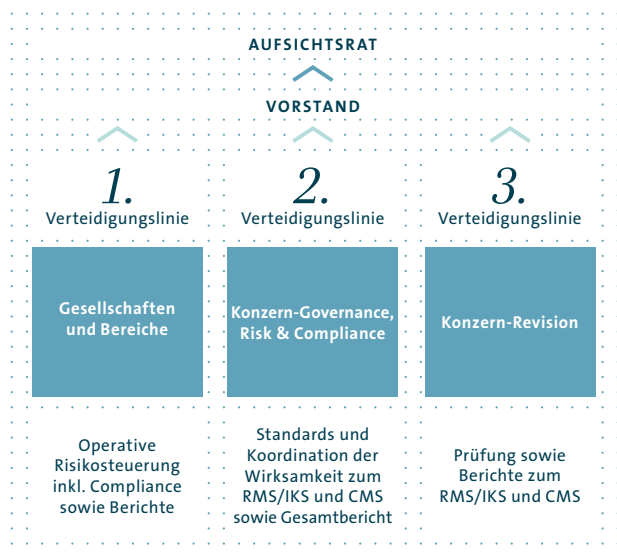 AUFSICHTSRAT
VORSTAND
1.
Verteidigungslinie
Gesellschaften
und Bereiche
Operative
Risikosteuerung
inkl. Compliance
sowie Berichte
2.
Verteidigungslinie
Konzern-Governance,
Risk & Compliance
Standards und
Koordination der
Wirksamkeit zum
RMS/IKS und CMS
sowie Gesamtbericht
3.
Verteidigungslinie
Konzern-Revision
Prüfung sowie
Berichte zum
RMS/IKS und CMS